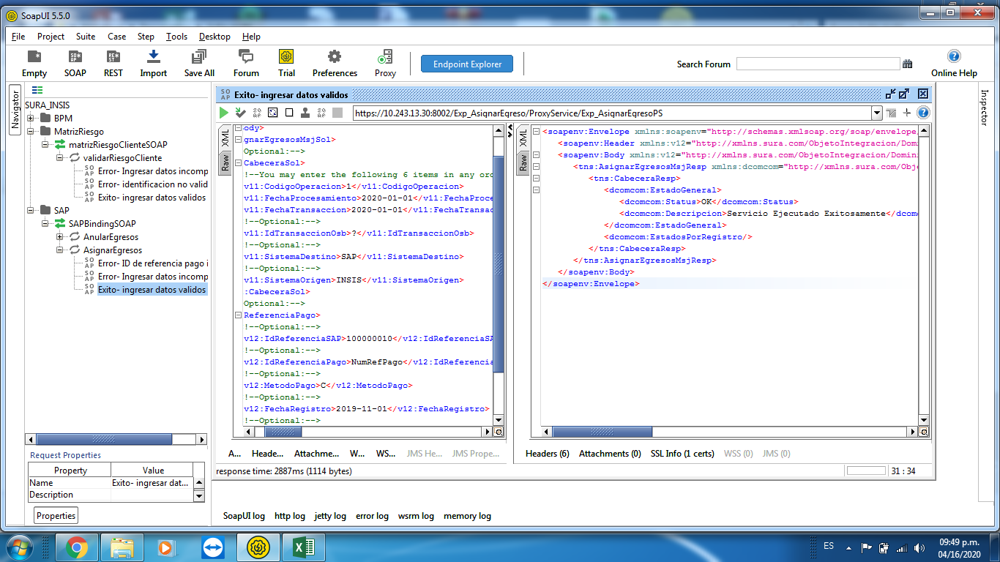 SoapUI 5.5.0
File Project Suite Case Step Tools Desktop Help
Empty SOAP REST Import Save All Forum Trial Preferences Proxy Endpoint Explorer Search Forum Online Help
Navigator
SURA_INSIS
BPM
MatrizRiesgo
matrizRiesgoClienteSOAP
validarRiesgoCliente
Error- Ingresar datos incomp
Error- identificacion no valid
Exito- ingresar datos validos
SAP
SAPBindingSOAP
AnularEgresos
AsignarEgresos
Error- ID de referencia pago i
Error- Ingresar datos incomp
Exito- ingresar datos validos
Request Properties
Property Value
Name Exito- ingresar dat...
Description
Properties
Exito- ingresar datos validos
https://10.243.13.30:8002/Exp_AsignarEgreso/ProxyService/Exp_AsignarEgresoPS
XML
Raw
ody>
gnarEgresosMsjSol>
Optional:-->
CabeceraSol>
!--You may enter the following 6 items in any orc
v11:CodigoOperacion>1</v11:CodigoOperacion>
v11:FechaProcesamiento>2020-01-01</v11:FechaProce
v11:FechaTransaccion>2020-01-01</v11:FechaTransac
!--Optional:-->
v11:IdTransaccionOsb>?</v11:IdTransaccionOsb>
!--Optional:-->
v11:SistemaDestino>SAP</v11:SistemaDestino>
!--Optional:-->
v11:SistemaOrigen>INSIS</v11:SistemaOrigen>
:CabeceraSol>
Optional:-->
ReferenciaPago>
!--Optional:-->
v12:IdReferenciaSAP>100000010</v12:IdReferenciaSA
!--Optional:-->
v12:IdReferenciaPago>NumRefPago</v12:IdReferencia
!--Optional:-->
v12:MetodoPago>C</v12:MetodoPago>
!--Optional:-->
v12:FechaRegistro>2019-11-01</v12:FechaRegistro>
!--Optional:-->
A... Heade... Attachme... W... WS... JMS He... JMS Prope...
response time: 2887ms (1114 bytes)
XML
Raw
<soapenv:Envelope xmlns:soapenv="http://schemas.xmlsoap.org/soap/envelope/
<soapenv:Header xmlns:v12="http://xmlns.sura.com/ObjetoIntegracion/Domi
<soapenv:Body xmlns:v12="http://xmlns.sura.com/ObjetoIntegracion/Domini
<tns:AsignarEgresosMsjResp xmlns:dcomcom="http://xmlns.sura.com/Obje
<tns:CabeceraResp>
<dcomcom:EstadoGeneral>
<dcomcom:Status>OK</dcomcom:Status>
<dcomcom:Descripcion>Servicio Ejecutado Exitosamente</dcom
</dcomcom:EstadoGeneral>
<dcomcom:EstadosPorRegistro/>
</tns:CabeceraResp>
</tns:AsignarEgresosMsjResp>
</soapenv:Body>
</soapenv:Envelope>
Headers (6) Attachments (0) SSL Info (1 certs) WSS (0) JMS (0)
31 : 34
Inspector
SoapUI log http log jetty log error log wsrm log memory log
ES
09:49 p.m.
04/16/2020